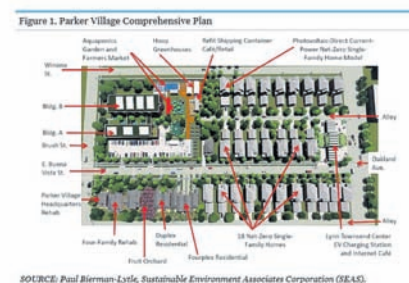 Figure 1. Parker Village Comprehensive Plan
Aquaponics
Garden and
Farmers Market
Hoop
Greenhouses
Refill Shipping Container
Café/Retail
Photovoltaic Direct Current-
Power Net-Zero Single-
Family Home Model
Winona
St.
Bldg. B
Bldg. A
Brush St.
E. Buena
Vista St.
Parker Village
Headquarters
Rehab
Alley
Oakland
Ave.
Alley
Four-Family Rehab
Fruit Orchard
Duplex
Residential
Fourplex Residential
18 Net-Zero Single-
Family Homes
Lynn Townsend Center
EV Charging Station
and Internet Café
SOURCE: Paul Bierman-Lytle, Sustainable Environment Associates Corporation (SEAS).